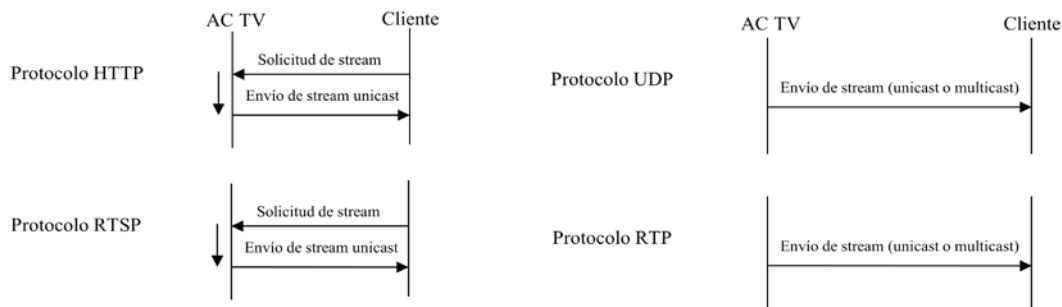 AC TV Cliente
Protocolo HTTP
Solicitud de stream
Envío de stream unicast
AC TV Cliente
Protocolo UDP
Envío de stream (unicast o multicast)
Protocolo RTSP
Solicitud de stream
Envío de stream unicast
Protocolo RTP
Envío de stream (unicast o multicast)